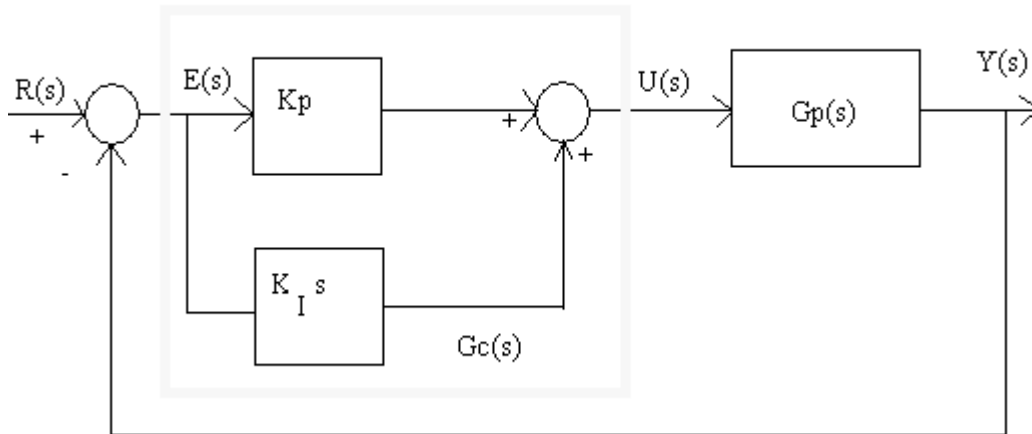 R(s)
+
-
E(s)
Kp
+
+
U(s)
Gp(s)
Y(s)
K I s
Gc(s)